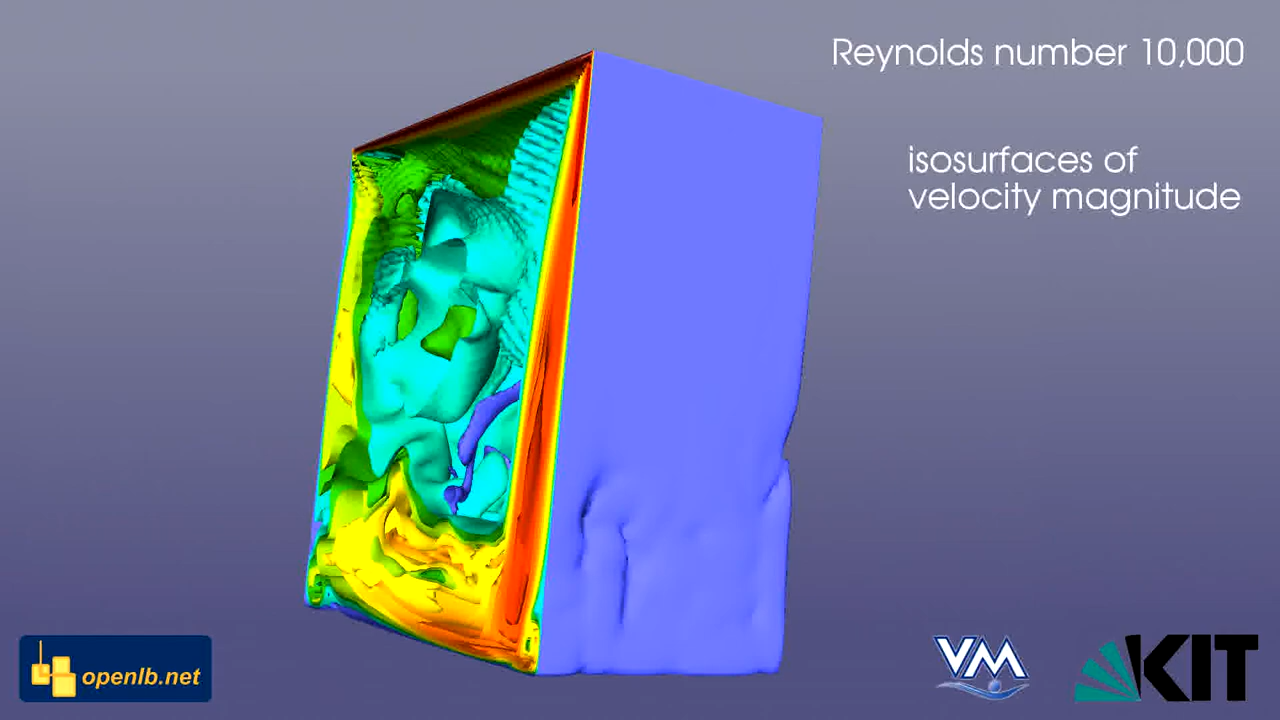 Reynolds number 10,000
isosurfaces of
velocity magnitude
openlb.net
VM
KIT